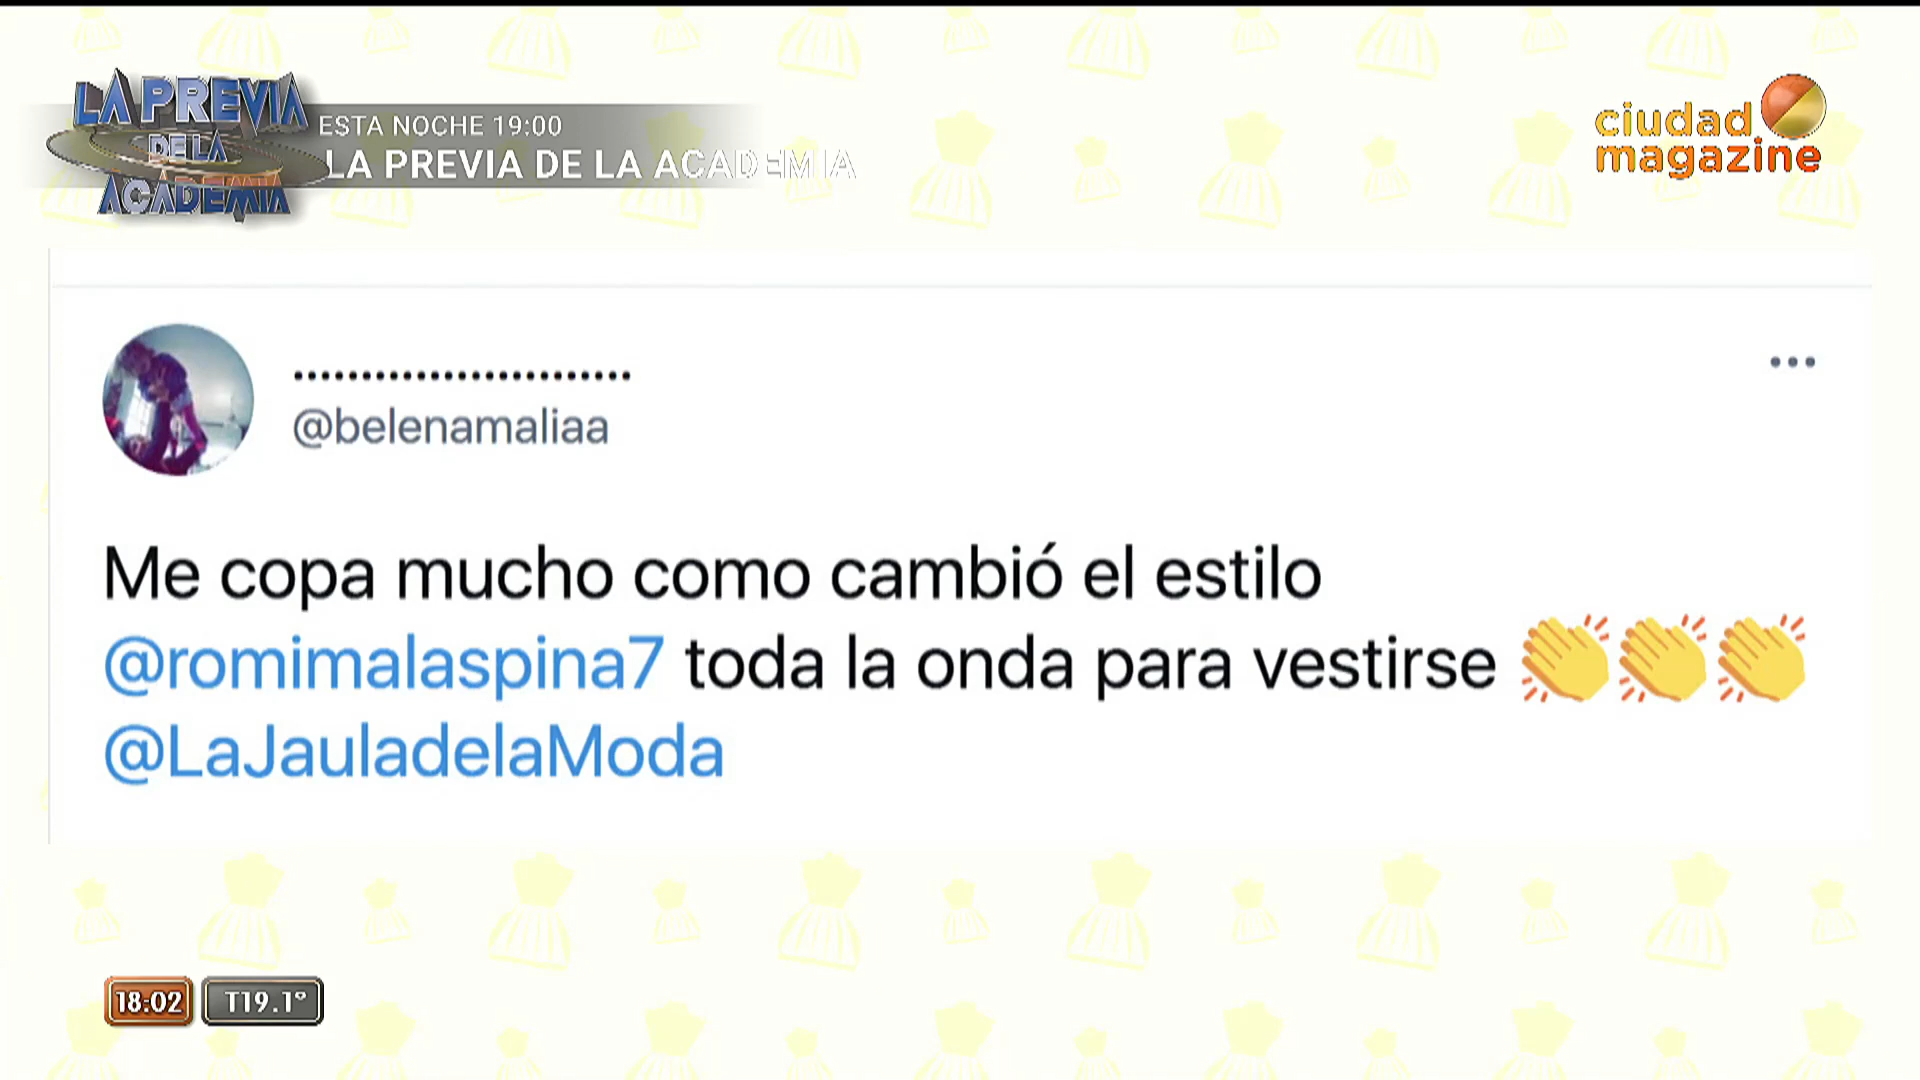 LA PREVIA
DE LA
ACADEMIA
ESTA NOCHE 19:00
LA PREVIA DE LA ACADEMIA
ciudad
magazine
.........................
@belenamaliaa
Me copa mucho como cambió el estilo
@romimalaspina7 toda la onda para vestirse 👏👏👏
@LaJauladelaModa
18:02
T19.1°